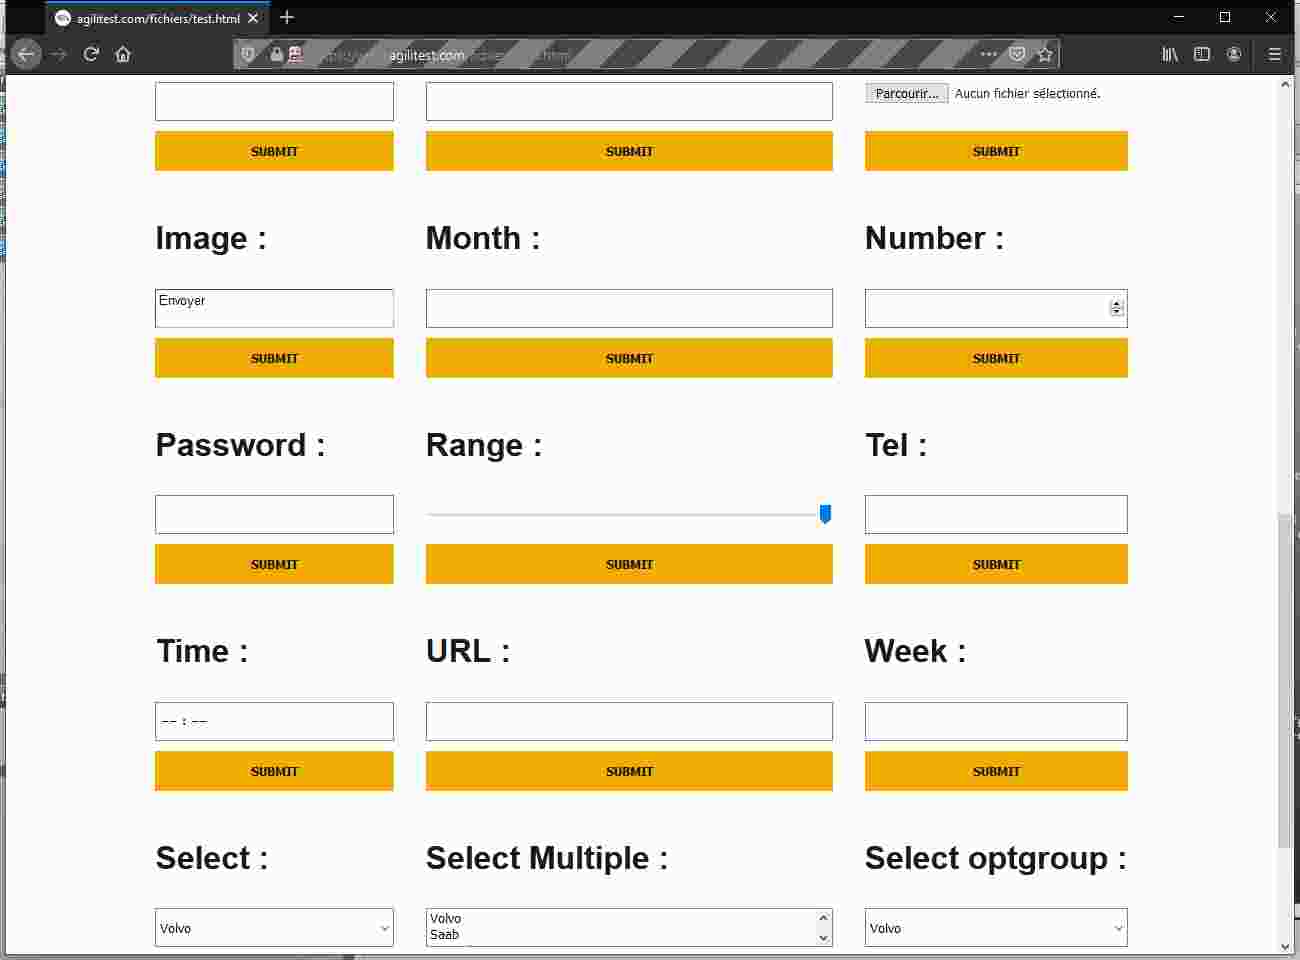 agilitest.com/fichiers/test.html
agilitest.com
Parcourir... Aucun fichier sélectionné.
SUBMIT SUBMIT SUBMIT
Image : Month : Number :
Envoyer
SUBMIT SUBMIT SUBMIT
Password : Range : Tel :
SUBMIT SUBMIT SUBMIT
Time : URL : Week :
-- : --
SUBMIT SUBMIT SUBMIT
Select : Select Multiple : Select optgroup :
Volvo Volvo Volvo
Saab